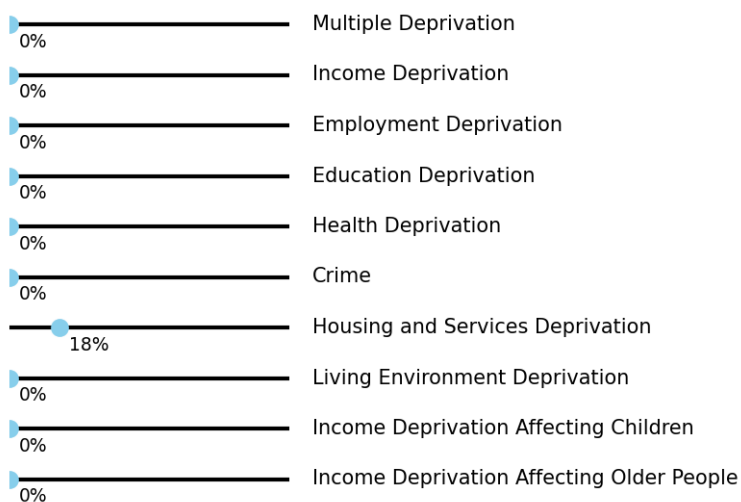 Multiple Deprivation
0%
Income Deprivation
0%
Employment Deprivation
0%
Education Deprivation
0%
Health Deprivation
0%
Crime
0%
Housing and Services Deprivation
18%
Living Environment Deprivation
0%
Income Deprivation Affecting Children
0%
Income Deprivation Affecting Older People
0%